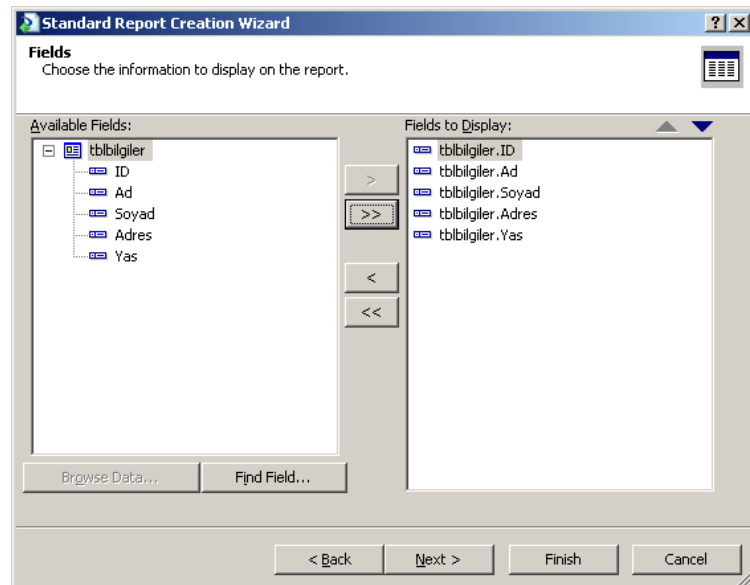 Standard Report Creation Wizard
Fields
Choose the information to display on the report.
Available Fields:
tblbilgiler
ID
Ad
Soyad
Adres
Yas
>
>>
<
<<
Fields to Display:
tblbilgiler.ID
tblbilgiler.Ad
tblbilgiler.Soyad
tblbilgiler.Adres
tblbilgiler.Yas
Browse Data...
Find Field...
< Back
Next >
Finish
Cancel